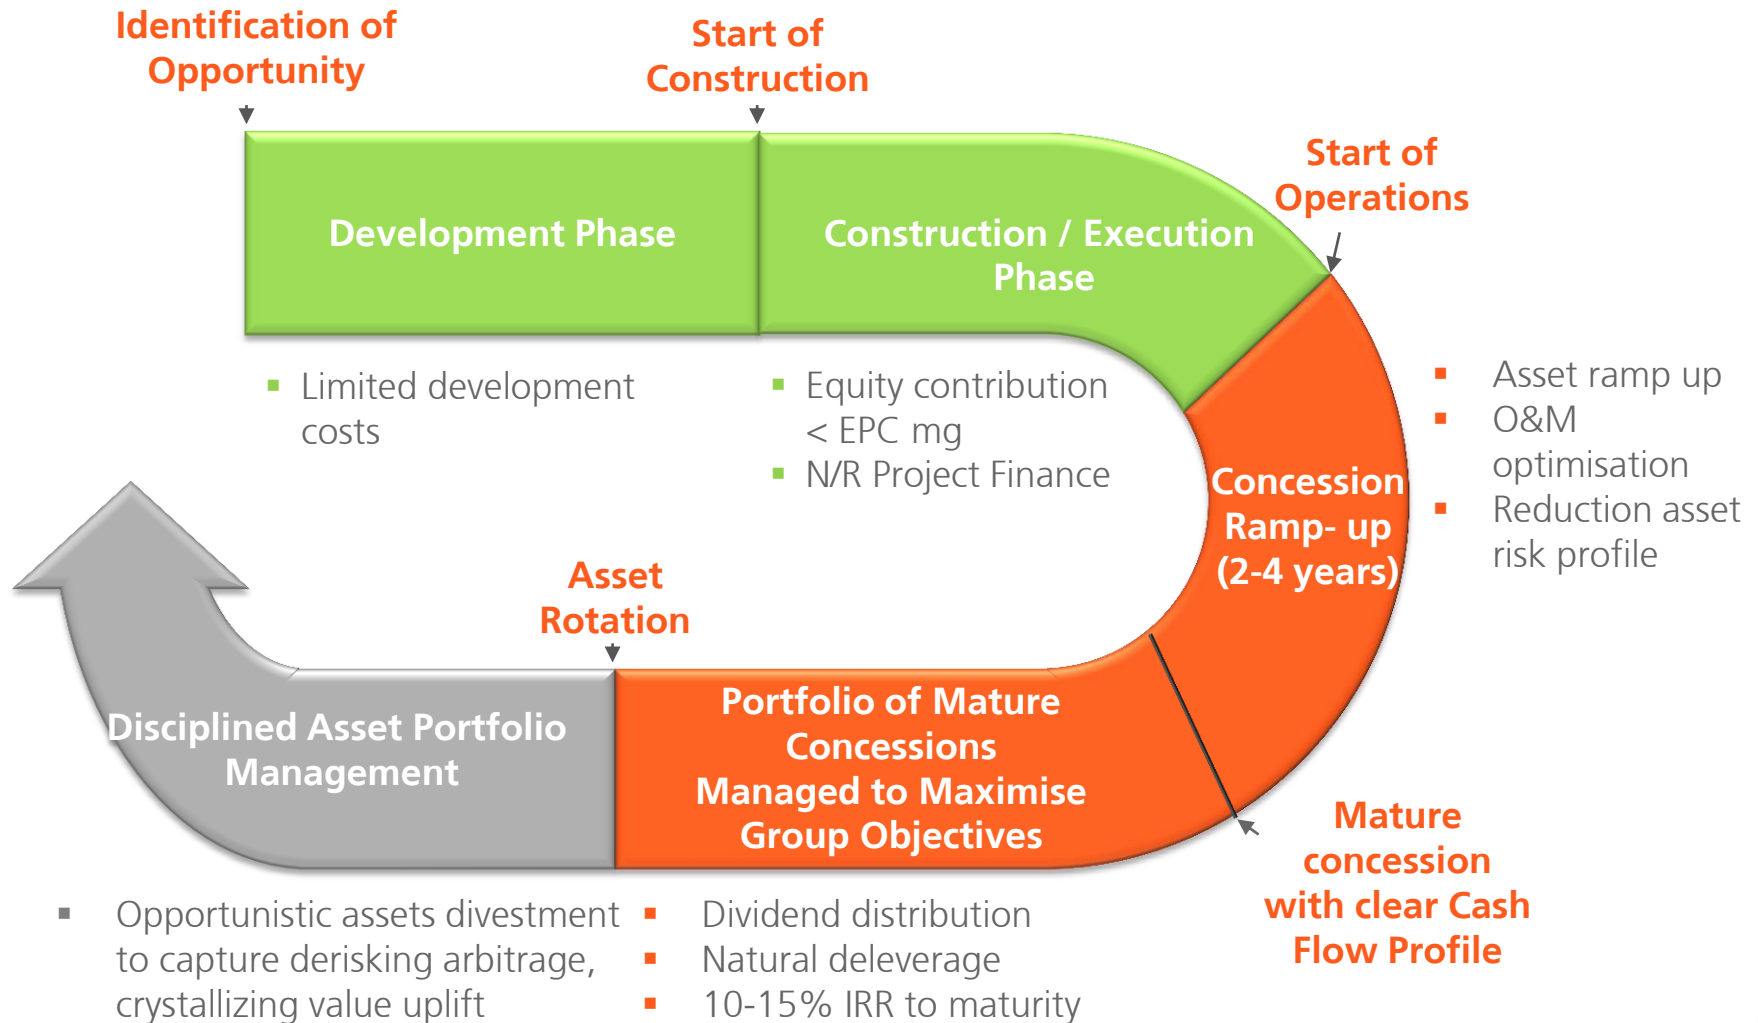 Identification of
Opportunity
Start of
Construction
Start of
Operations
Development Phase
Construction / Execution
Phase
▪ Limited development
costs
▪ Equity contribution
< EPC mg
▪ N/R Project Finance
Concession
Ramp- up
(2-4 years)
▪ Asset ramp up
▪ O&M
optimisation
▪ Reduction asset
risk profile
Asset
Rotation
Disciplined Asset Portfolio
Management
Portfolio of Mature
Concessions
Managed to Maximise
Group Objectives
Mature
concession
with clear Cash
Flow Profile
▪ Opportunistic assets divestment
to capture derisking arbitrage,
crystallizing value uplift
▪ Dividend distribution
▪ Natural deleverage
▪ 10-15% IRR to maturity